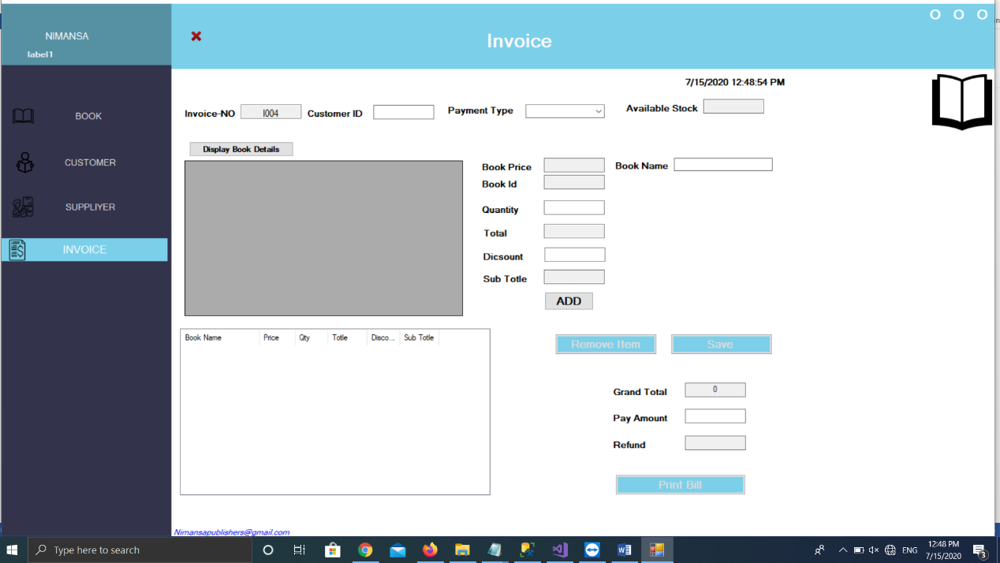 NIMANSA
label1
Invoice
O O O
7/15/2020 12:48:54 PM
BOOK
CUSTOMER
SUPPLIYER
INVOICE
Invoice-NO I004 Customer ID Payment Type Available Stock
Display Book Details
Book Price Book Name
Book Id
Quantity
Total
Dicsount
Sub Totle
ADD
Book Name Price Qty Totle Disco... Sub Totle
Remove Item Save
Grand Total 0
Pay Amount
Refund
Print Bill
Nimansapublishers@gmail.com
Type here to search
ENG
12:48 PM
7/15/2020
3